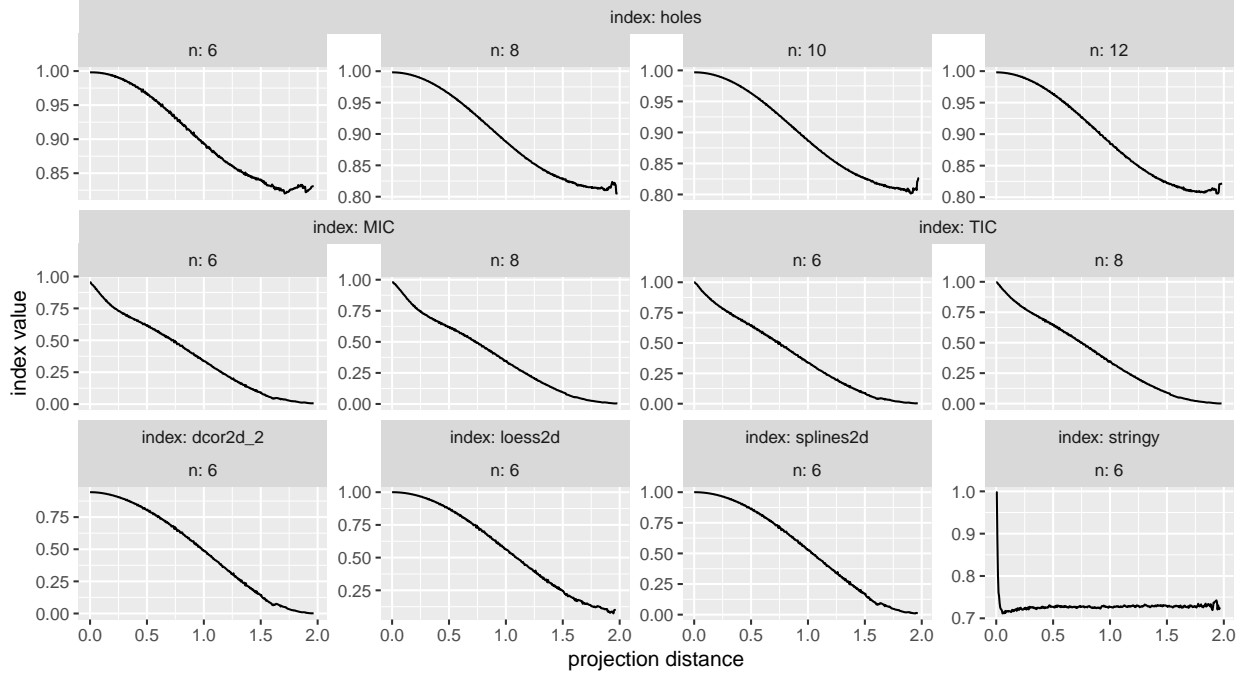 index: holes
n: 6
n: 8
n: 10
n: 12
1.00
0.95
0.90
0.85
1.00
0.95
0.90
0.85
0.80
1.00
0.95
0.90
0.85
0.80
1.00
0.95
0.90
0.85
0.80
index: MIC
index: TIC
n: 6
n: 8
n: 6
n: 8
1.00
0.75
0.50
0.25
0.00
1.00
0.75
0.50
0.25
0.00
1.00
0.75
0.50
0.25
0.00
1.00
0.75
0.50
0.25
0.00
index value
index: dcor2d_2
index: loess2d
index: splines2d
index: stringy
n: 6
n: 6
n: 6
n: 6
0.75
0.50
0.25
0.00
1.00
0.75
0.50
0.25
1.00
0.75
0.50
0.25
0.00
1.0
0.9
0.8
0.7
0.0 0.5 1.0 1.5 2.0
0.0 0.5 1.0 1.5 2.0
0.0 0.5 1.0 1.5 2.0
0.0 0.5 1.0 1.5 2.0
projection distance